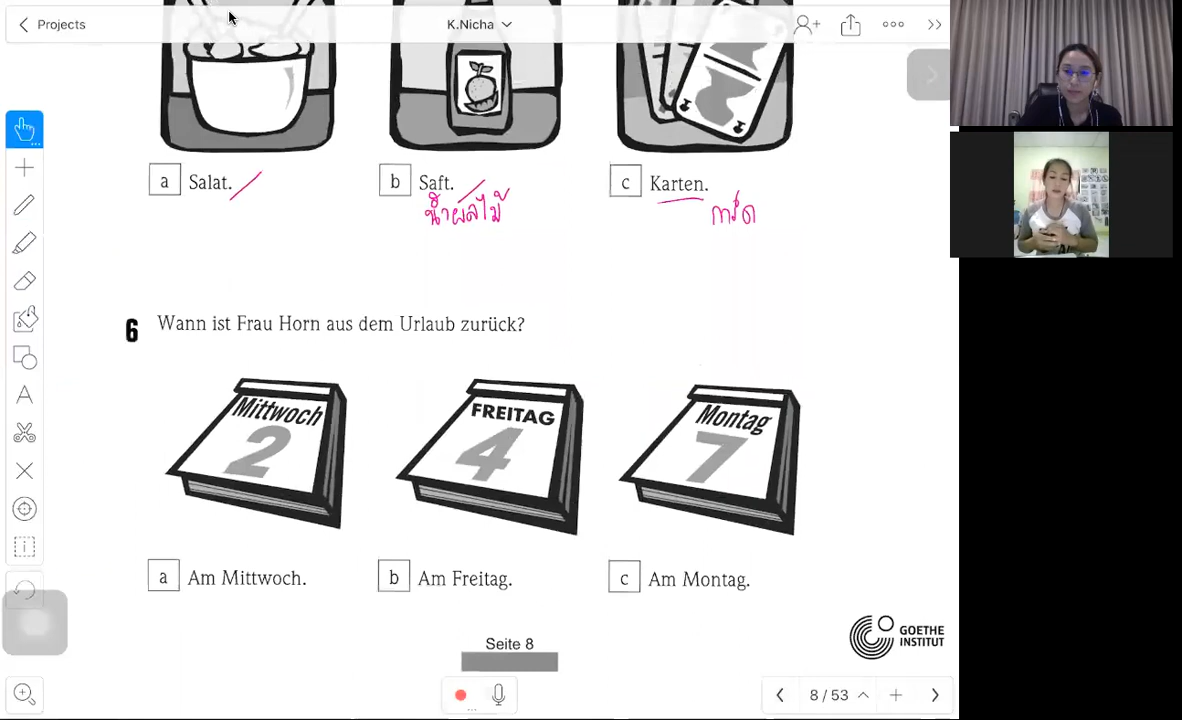 Projects
K.Nicha
a Salat.
b Saft.
c Karten.
น้ำผลไม้
การ์ด
6 Wann ist Frau Horn aus dem Urlaub zurück?
Mittwoch
2
FREITAG
4
Montag
7
a Am Mittwoch.
b Am Freitag.
c Am Montag.
GOETHE
INSTITUT
Seite 8
8 / 53